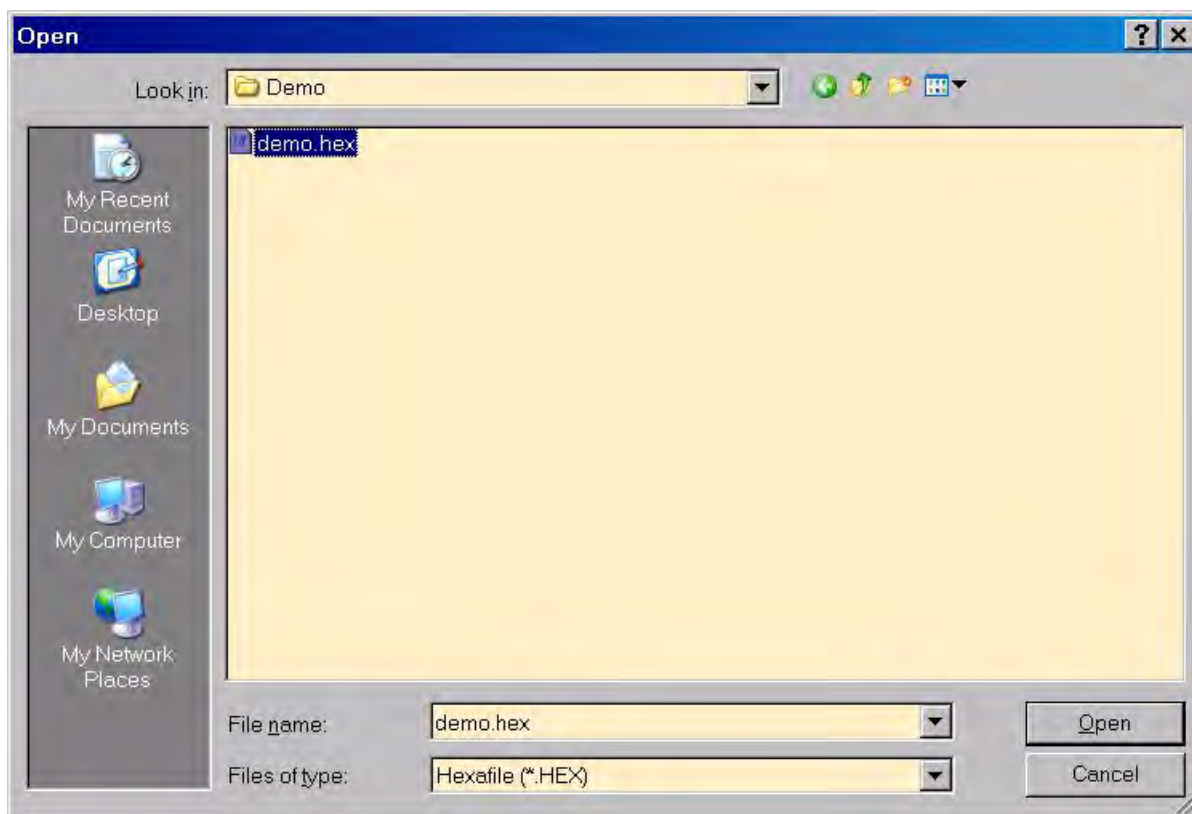 Open
Look in:
Demo
demo.hex
My Recent
Documents
Desktop
My Documents
My Computer
My Network
Places
File name:
demo.hex
Open
Files of type:
Hexafile (*.HEX)
Cancel